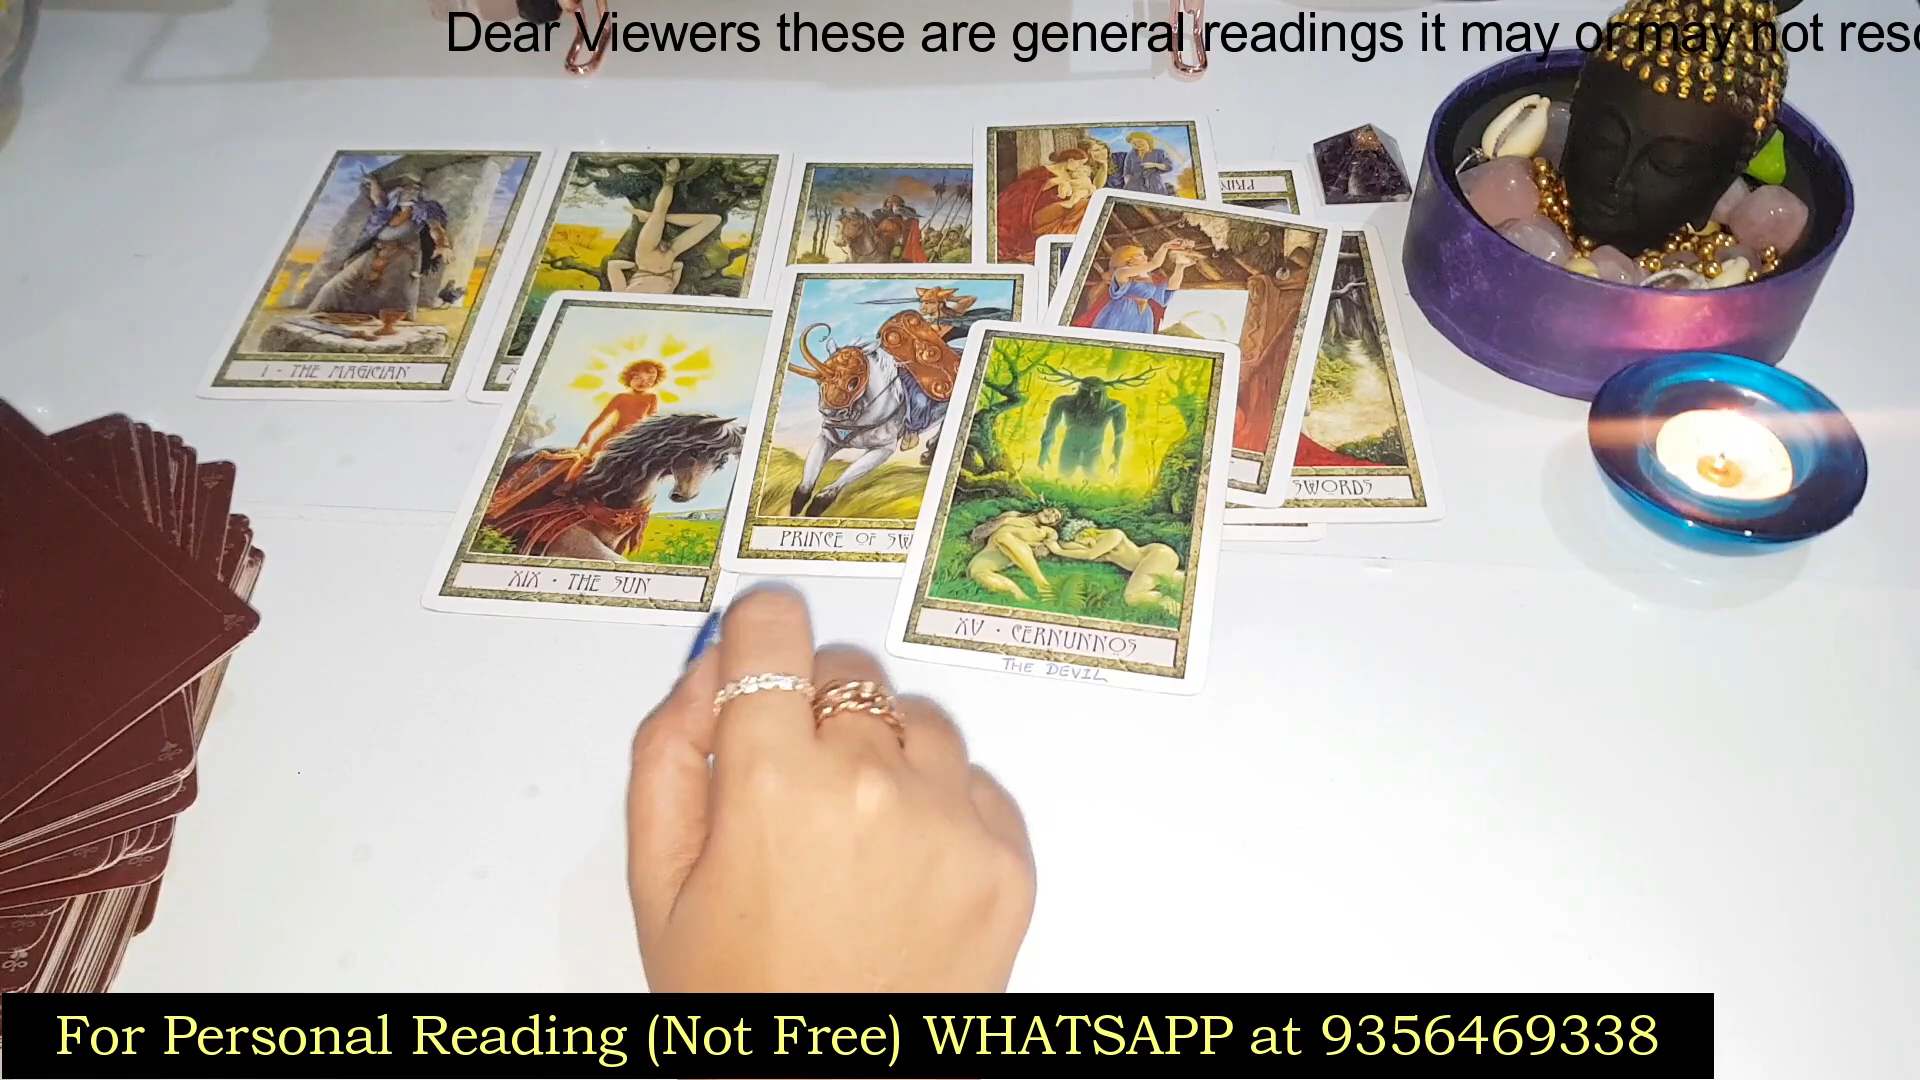 Dear Viewers these are general readings it may or may not
I - THE MAGICIAN
SWORDS
PRINCE OF
XIX · THE SUN
XV · CERNUNNOS
THE DEVIL
For Personal Reading (Not Free) WHATSAPP at 9356469338